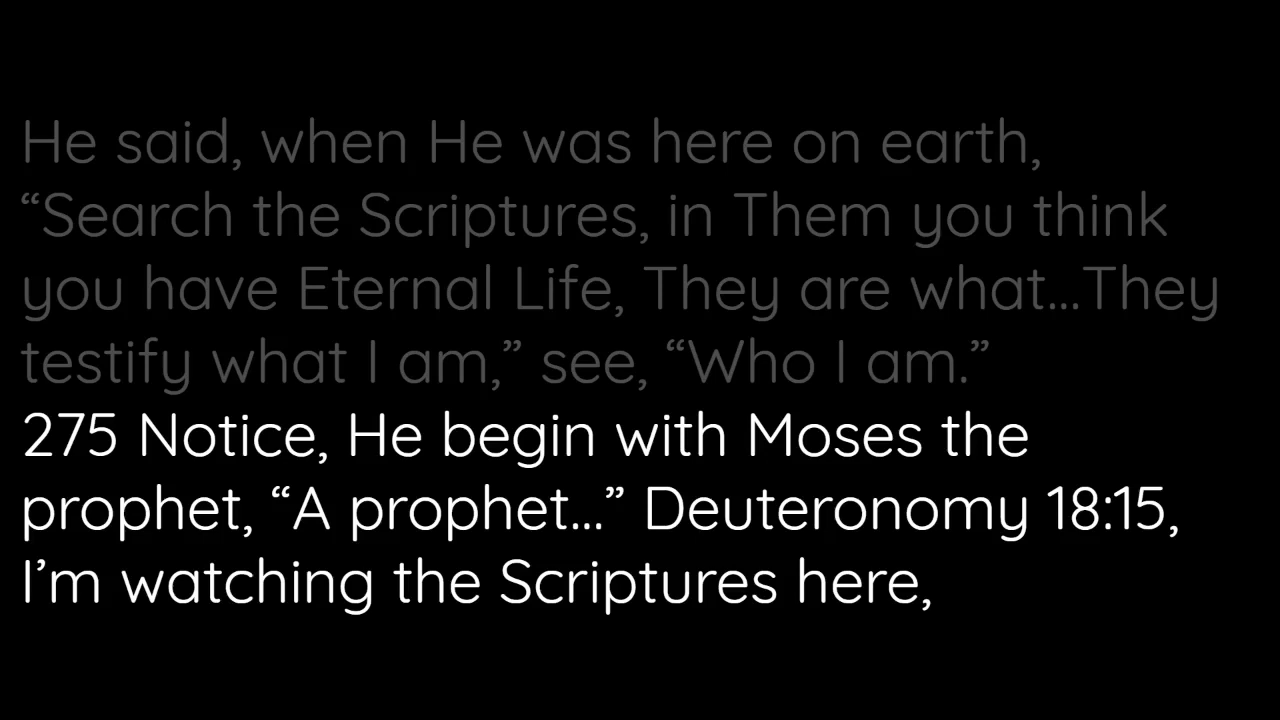 He said, when He was here on earth,
“Search the Scriptures, in Them you think
you have Eternal Life, They are what...They
testify what I am,” see, “Who I am.”
275 Notice, He begin with Moses the
prophet, “A prophet...” Deuteronomy 18:15,
I’m watching the Scriptures here,